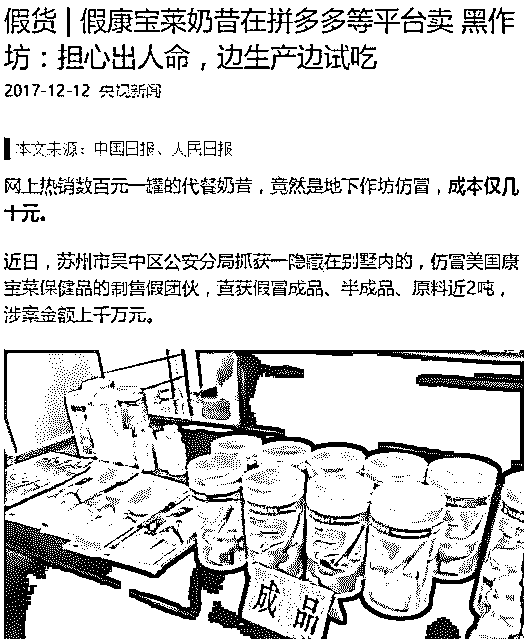 假货 | 假康宝莱奶昔在拼多多等平台卖 黑作
坊：担心出人命，边生产边试吃
2017-12-12 央视新闻
本文来源：中国日报、人民日报
网上热销数百元一罐的代餐奶昔，竟然是地下作坊仿冒，成本仅几
十元。
近日，苏州市吴中区公安分局抓获一隐藏在别墅内的，仿冒美国康
宝莱保健品的制售假团伙，查获假冒成品、半成品、原料近2吨，
涉案金额上千万元。
成品